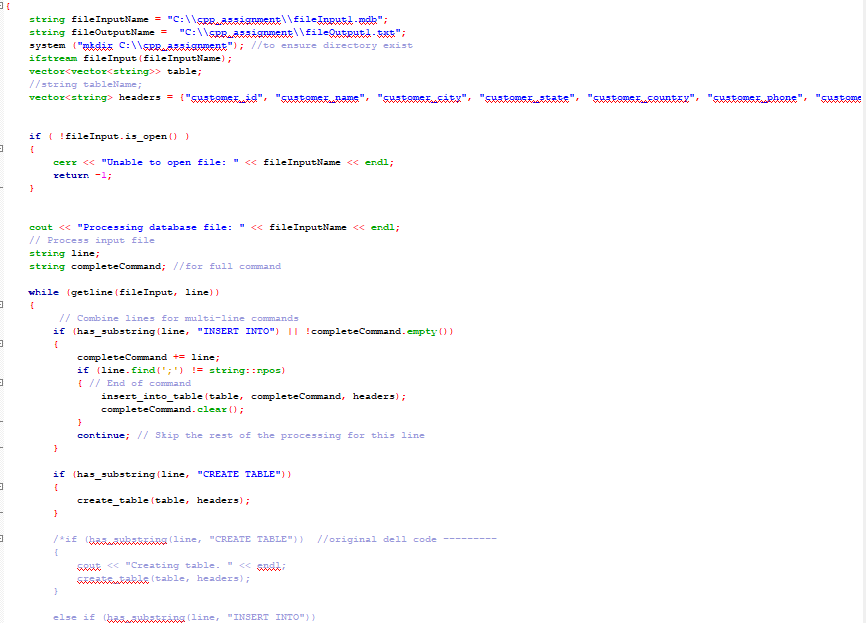 {
string fileInputName = "C:\\cpp_assignment\\fileInput1.mdb";
string fileOutputName =  "C:\\cpp_assignment\\fileOutput1.txt";
system ("mkdir C:\\cpp_assignment"); //to ensure directory exist
ifstream fileInput(fileInputName);
vector<vector<string>> table;
//string tableName;
vector<string> headers = {"customer_id", "customer_name", "customer_city", "customer_state", "customer_country", "customer_phone", "custome
if ( !fileInput.is_open() )
{
cerr << "Unable to open file: " << fileInputName << endl;
return -1;
}
cout << "Processing database file: " << fileInputName << endl;
// Process input file
string line;
string completeCommand; //for full command
while (getline(fileInput, line))
{
// Combine lines for multi-line commands
if (has_substring(line, "INSERT INTO") || !completeCommand.empty())
{
completeCommand += line;
if (line.find(';') != string::npos)
{ // End of command
insert_into_table(table, completeCommand, headers);
completeCommand.clear();
}
continue; // Skip the rest of the processing for this line
}
if (has_substring(line, "CREATE TABLE"))
{
create_table(table, headers);
}
/*if (has_substring(line, "CREATE TABLE"))  //original dell code ---------
{
cout << "Creating table. " << endl;
create_table(table, headers);
}
else if (has_substring(line, "INSERT INTO"))